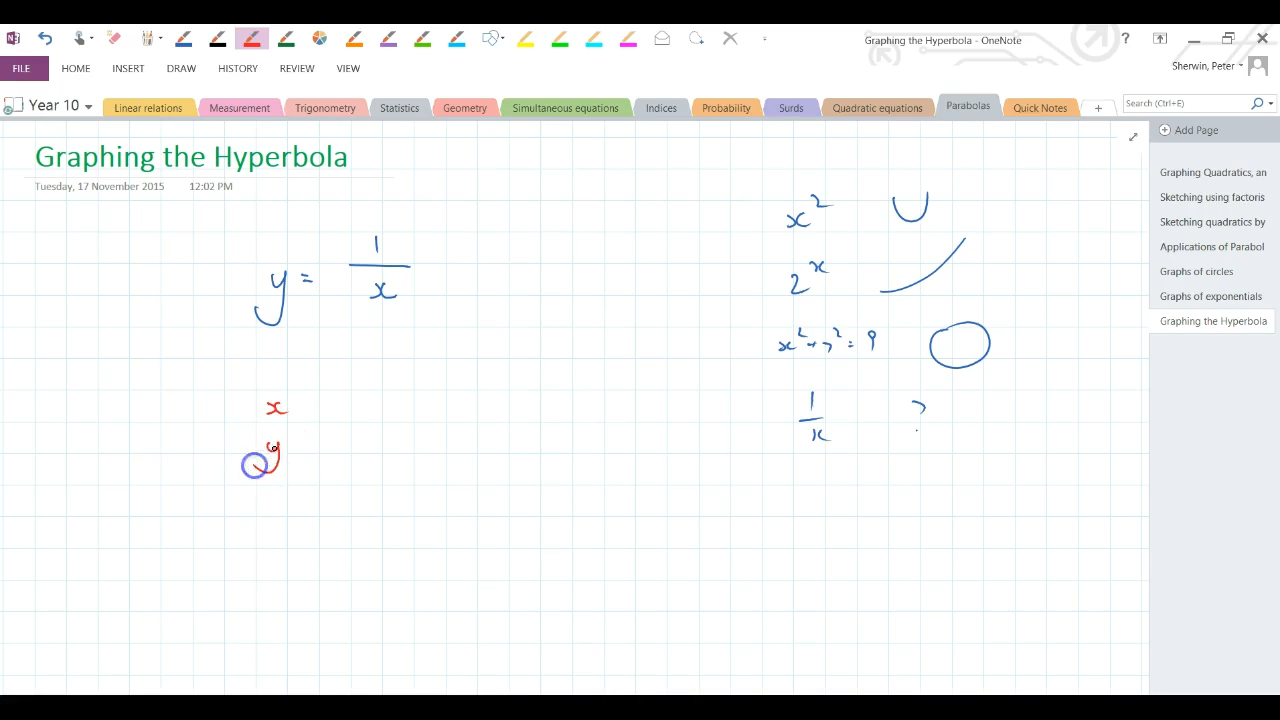 Graphing the Hyperbola - OneNote
?
Sherwin, Peter
FILE HOME INSERT DRAW HISTORY REVIEW VIEW
Year 10
Linear relations Measurement Trigonometry Statistics Geometry Simultaneous equations Indices Probability Surds Quadratic equations Parabolas Quick Notes +
Search (Ctrl+E)
Add Page
Graphing Quadratics, an
Sketching using factoris
Sketching quadratics by
Applications of Parabol
Graphs of circles
Graphs of exponentials
Graphing the Hyperbola
Graphing the Hyperbola
Tuesday, 17 November 2015 12:02 PM
y = 1/x
x
y
x²
2ˣ
x² + y² = 9
1/x ?